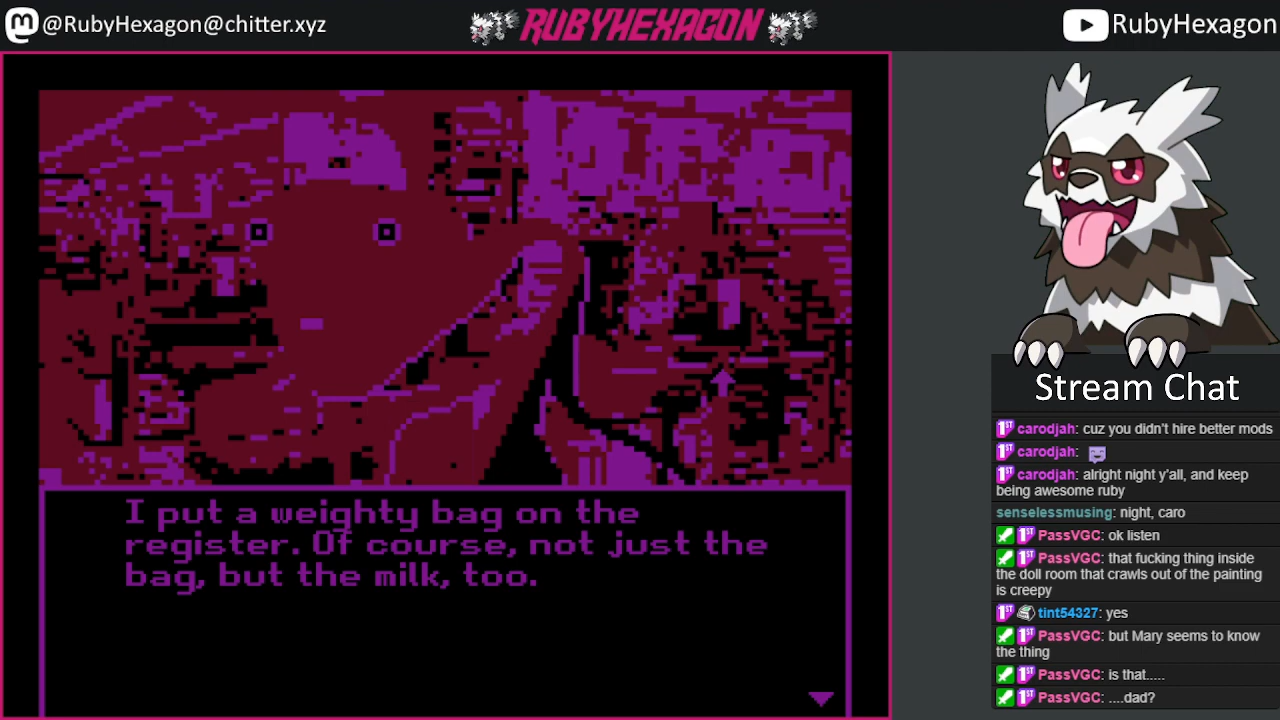 @RubyHexagon@chitter.xyz
RUBYHEXAGON
RubyHexagon
I put a weighty bag on the
register. Of course, not just the
bag, but the milk, too.
Stream Chat
carodjah: cuz you didn't hire better mods
carodjah:
carodjah: alright night y'all, and keep
being awesome ruby
senselessmusing: night, caro
PassVGC: ok listen
PassVGC: that fucking thing inside
the doll room that crawls out of the painting
is creepy
tint54327: yes
PassVGC: but Mary seems to know
the thing
PassVGC: is that.....
PassVGC: ....dad?